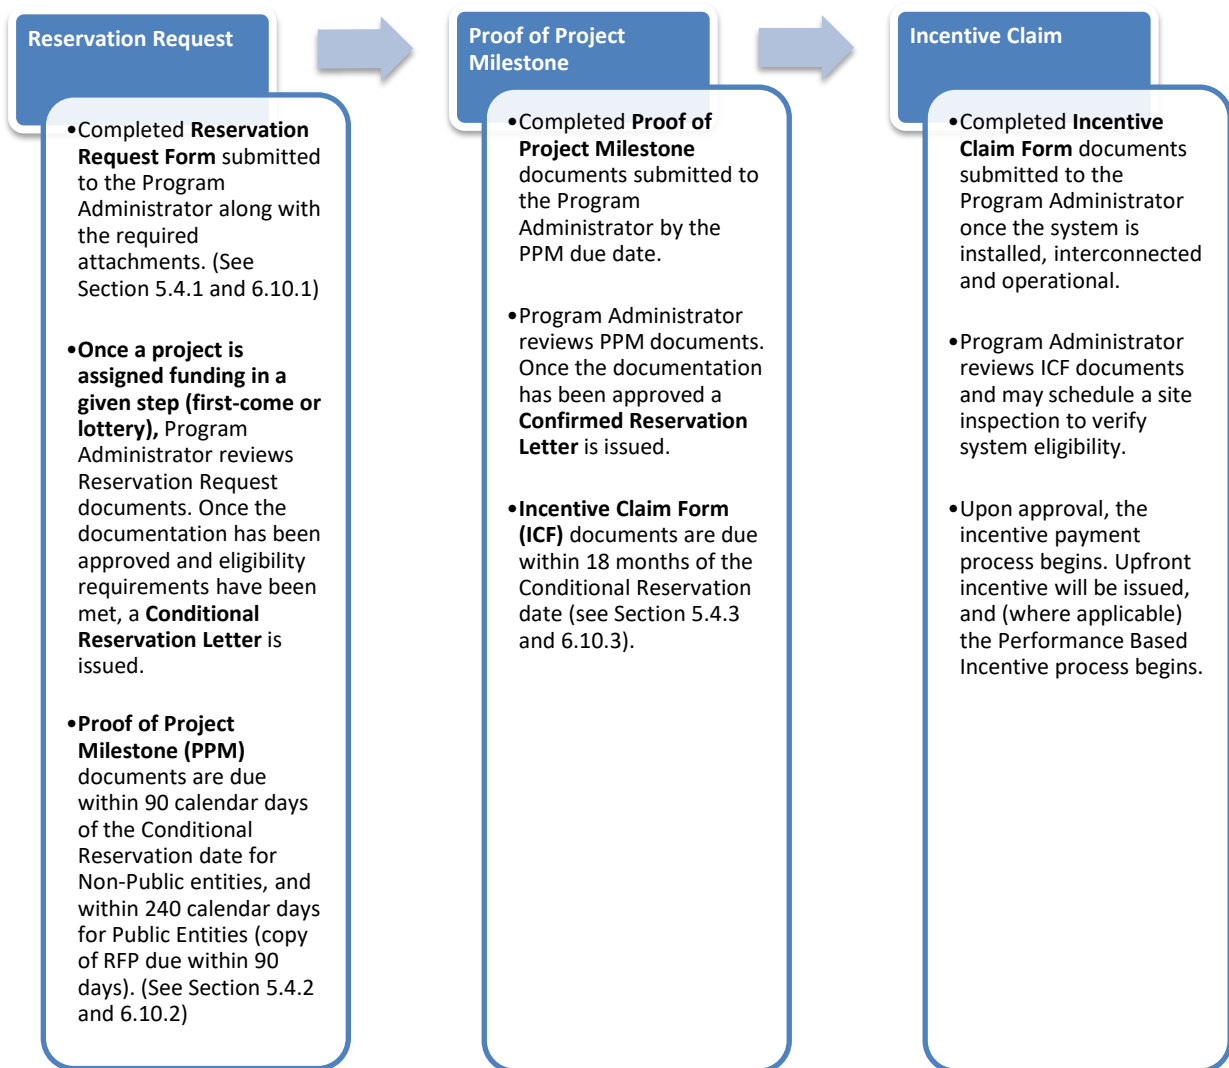 Reservation Request
•Completed Reservation
Request Form submitted
to the Program
Administrator along with
the required
attachments. (See
Section 5.4.1 and 6.10.1)
•Once a project is
assigned funding in a
given step (first-come or
lottery), Program
Administrator reviews
Reservation Request
documents. Once the
documentation has been
approved and eligibility
requirements have been
met, a Conditional
Reservation Letter is
issued.
•Proof of Project
Milestone (PPM)
documents are due
within 90 calendar days
of the Conditional
Reservation date for
Non-Public entities, and
within 240 calendar days
for Public Entities (copy
of RFP due within 90
days). (See Section 5.4.2
and 6.10.2)
Proof of Project
Milestone
•Completed Proof of
Project Milestone
documents submitted to
the Program
Administrator by the
PPM due date.
•Program Administrator
reviews PPM documents.
Once the documentation
has been approved a
Confirmed Reservation
Letter is issued.
•Incentive Claim Form
(ICF) documents are due
within 18 months of the
Conditional Reservation
date (see Section 5.4.3
and 6.10.3).
Incentive Claim
•Completed Incentive
Claim Form documents
submitted to the
Program Administrator
once the system is
installed, interconnected
and operational.
•Program Administrator
reviews ICF documents
and may schedule a site
inspection to verify
system eligibility.
•Upon approval, the
incentive payment
process begins. Upfront
incentive will be issued,
and (where applicable)
the Performance Based
Incentive process begins.